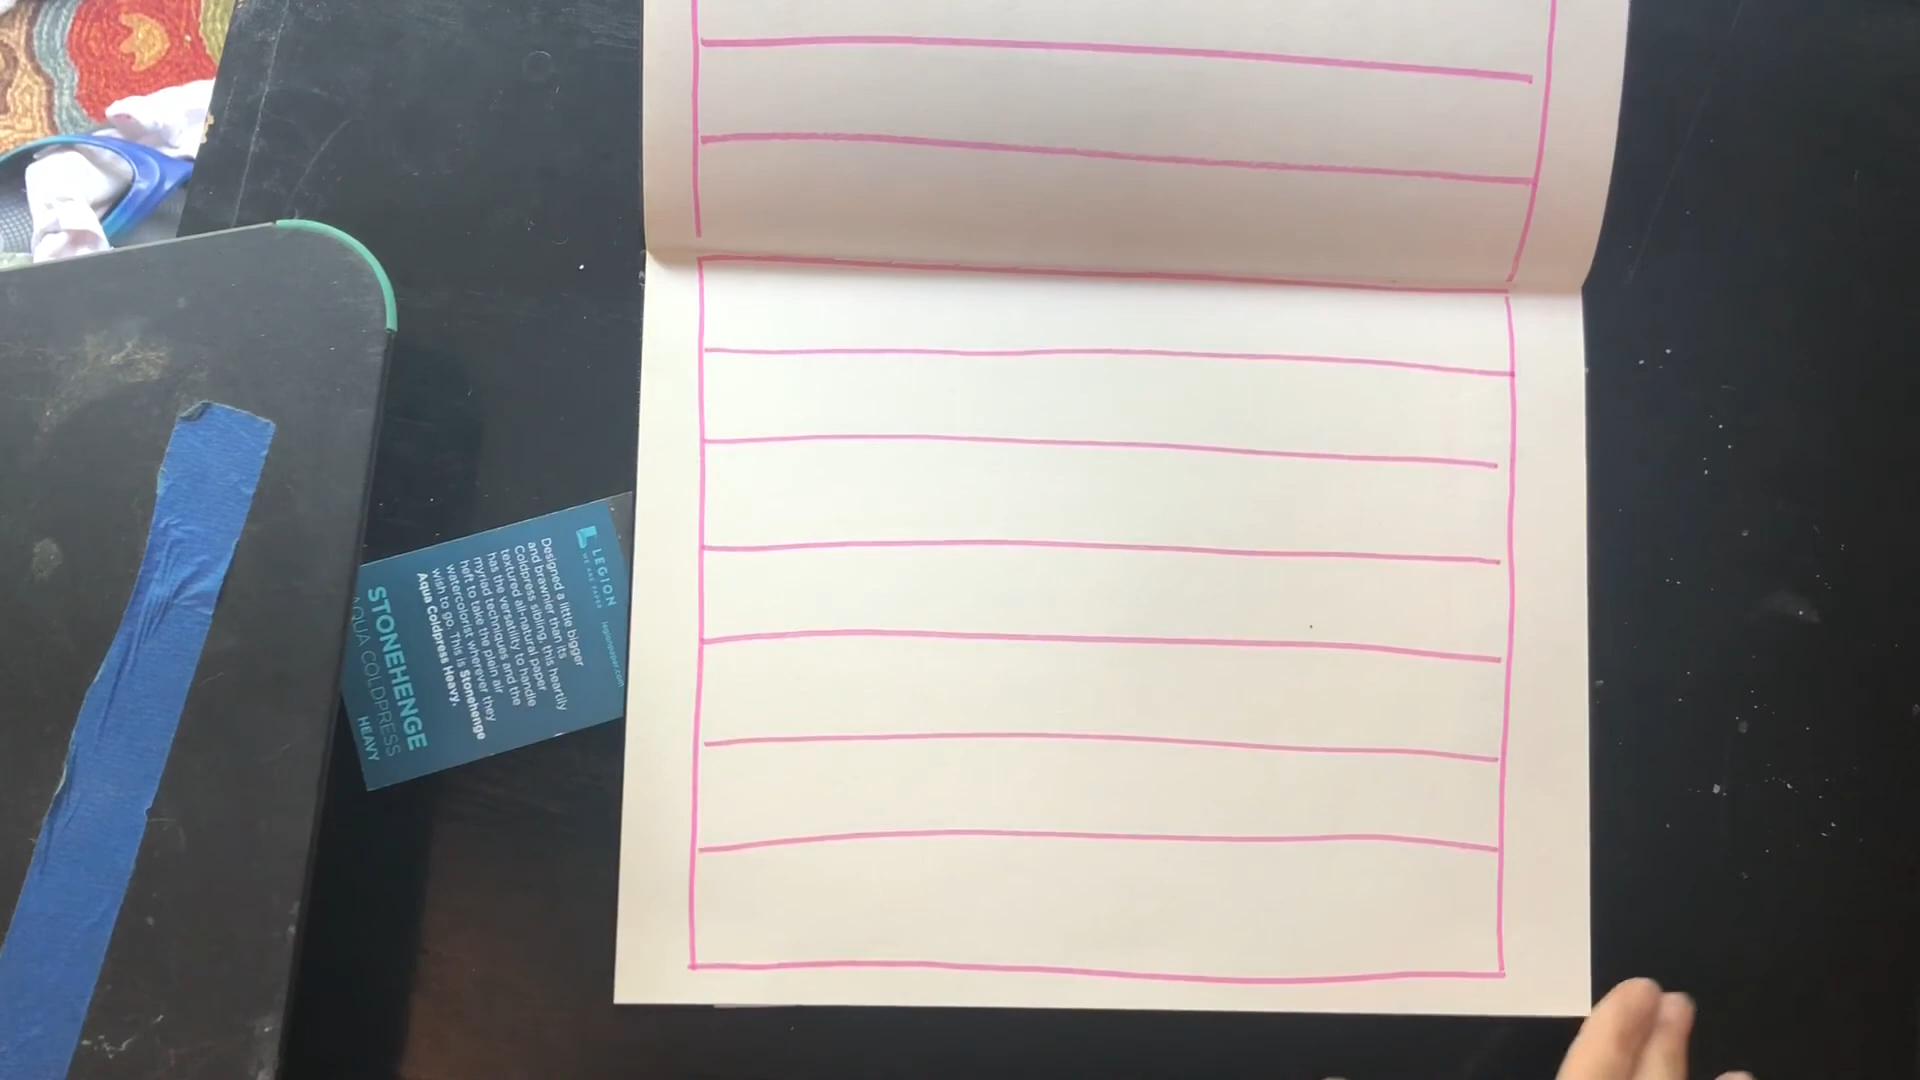 LEGION
WE ARE PAPER
legionpaper.com
Designed a little bigger
and brawnier than its
Coldpress sibling, this heartily
textured all-natural paper
has the versatility to handle
myriad techniques and the
heft to take the plein air
watercolorist wherever they
wish to go. This is Stonehenge
Aqua Coldpress Heavy.
STONEHENGE
AQUA COLDPRESS
HEAVY